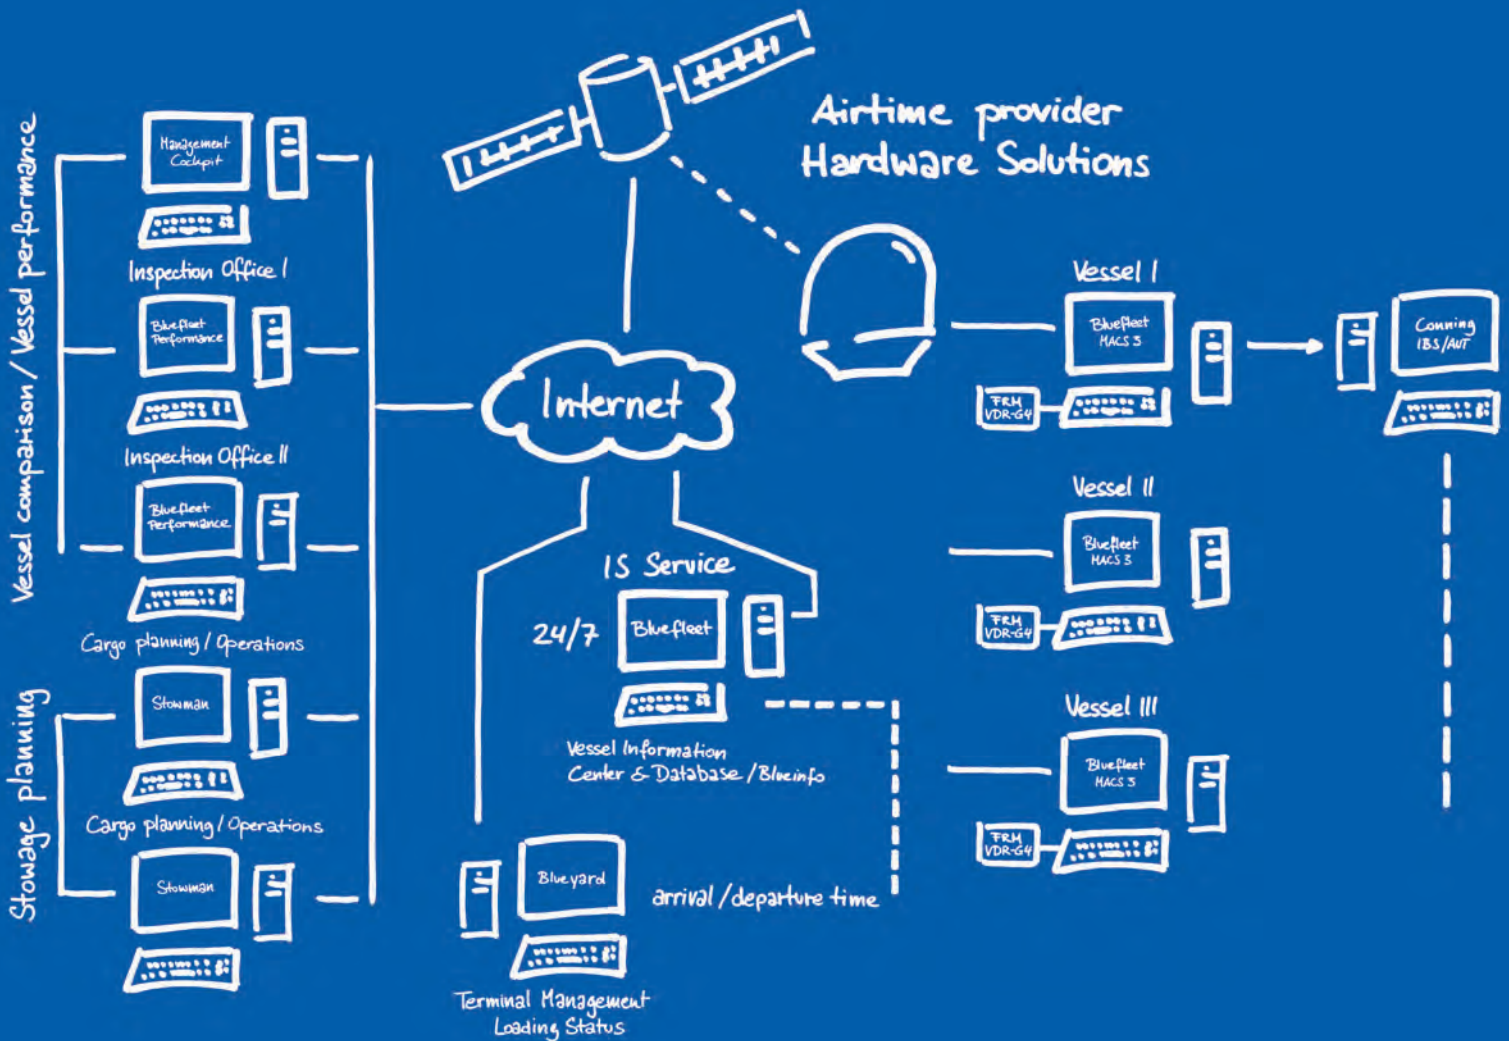 Vessel comparison / Vessel performance
Stowage planning
Management
Cockpit
Inspection Office I
Bluefleet
Performance
Inspection Office II
Bluefleet
Performance
Cargo planning / Operations
Stowman
Cargo planning / Operations
Stowman
Airtime provider
Hardware Solutions
Internet
IS Service
24/7
Bluefleet
Vessel Information
Center & Database / Blueinfo
Blueyard
arrival / departure time
Terminal Management
Loading Status
Vessel I
Bluefleet
MACS 3
FRM
VDR-G4
Conning
IBS/AUT
Vessel II
Bluefleet
MACS 3
FRM
VDR-G4
Vessel III
Bluefleet
MACS 3
FRM
VDR-G4